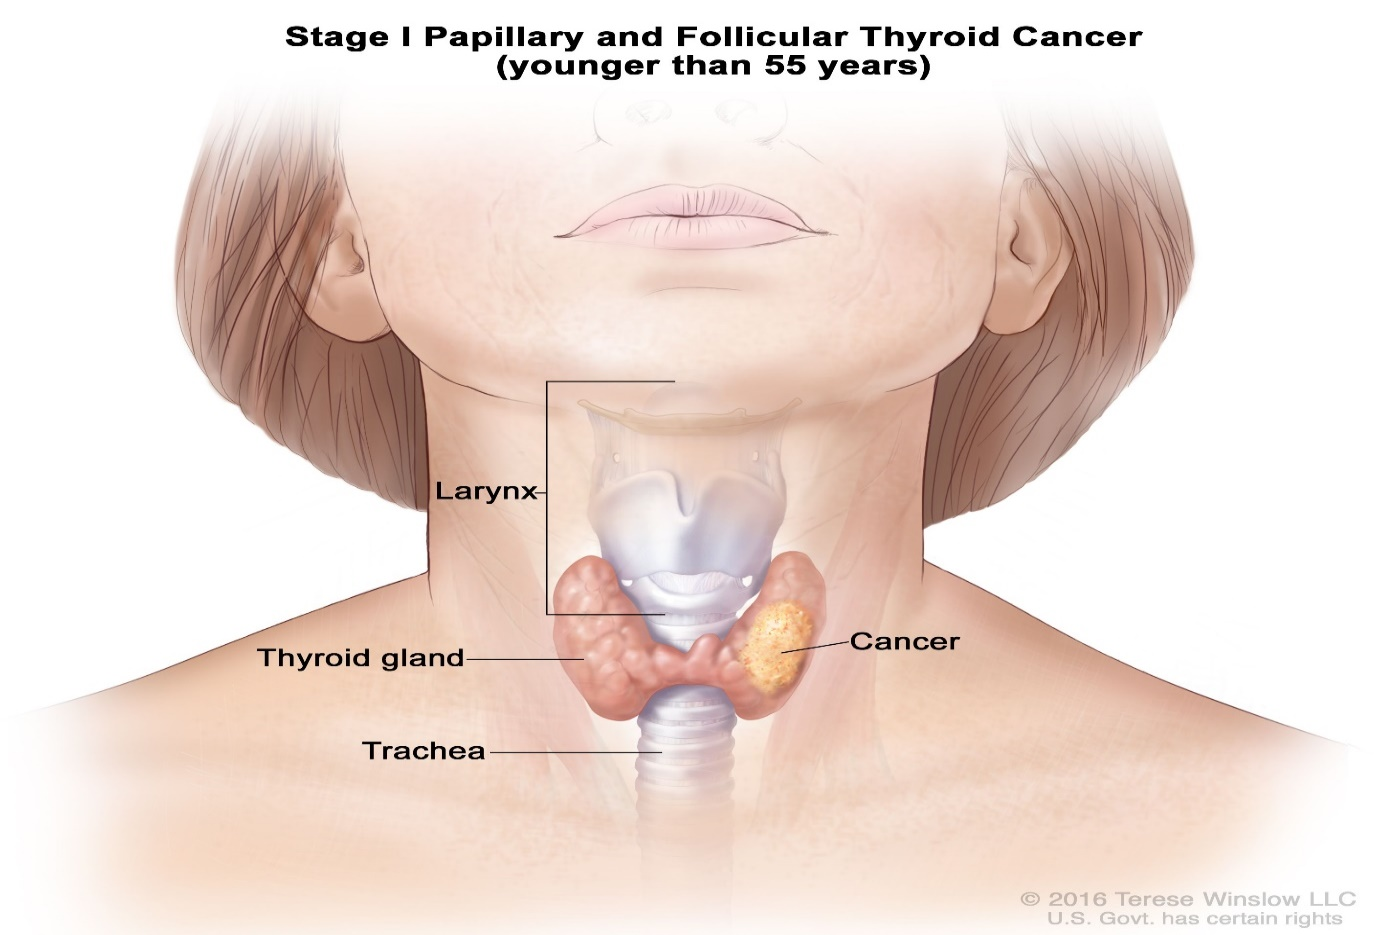 Stage I Papillary and Follicular Thyroid Cancer
(younger than 55 years)
Larynx
Cancer
Thyroid gland
Trachea
© 2016 Terese Winslow LLC
U.S. Govt. has certain rights